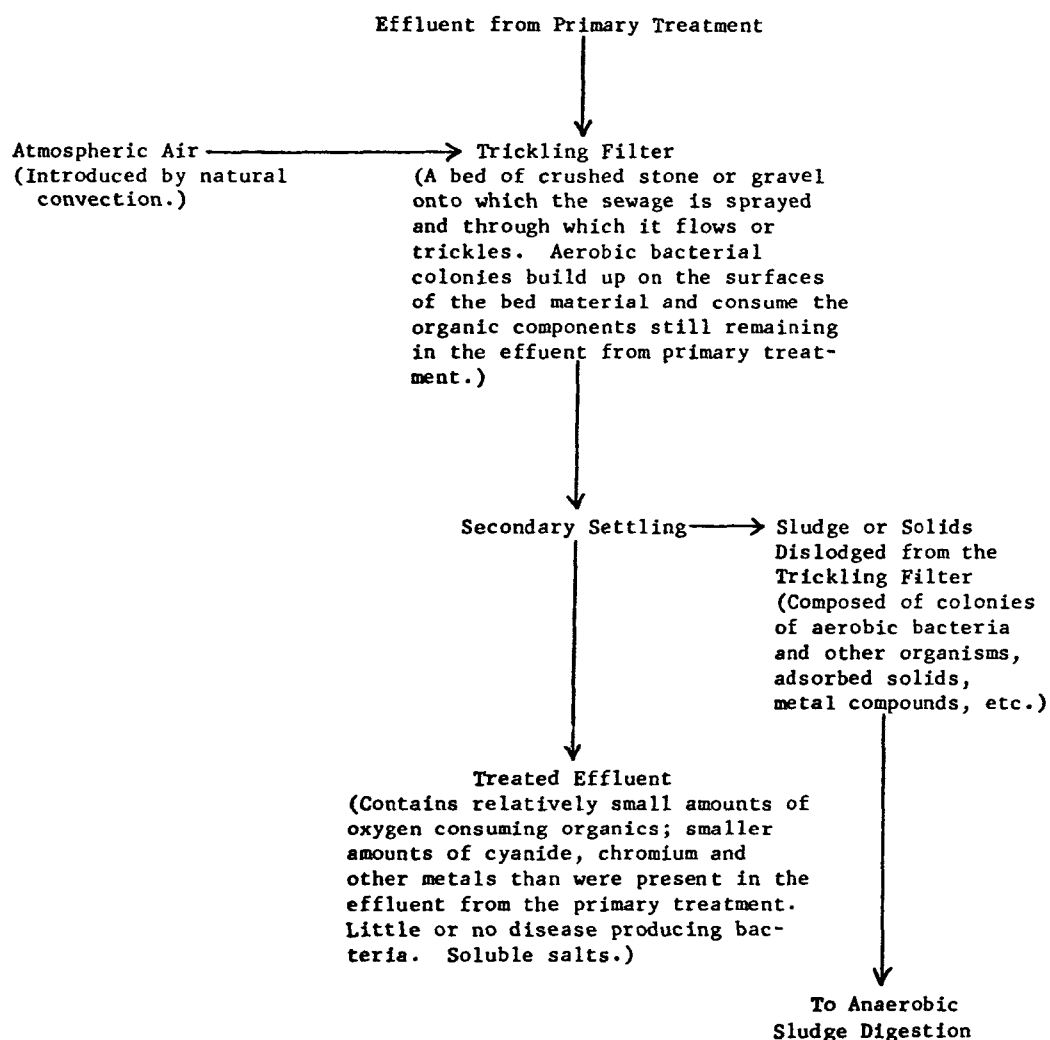 Effluent from Primary Treatment
Atmospheric Air
(Introduced by natural
convection.)
Trickling Filter
(A bed of crushed stone or gravel
onto which the sewage is sprayed
and through which it flows or
trickles. Aerobic bacterial
colonies build up on the surfaces
of the bed material and consume the
organic components still remaining
in the effuent from primary treat-
ment.)
Secondary Settling
Sludge or Solids
Dislodged from the
Trickling Filter
(Composed of colonies
of aerobic bacteria
and other organisms,
adsorbed solids,
metal compounds, etc.)
Treated Effluent
(Contains relatively small amounts of
oxygen consuming organics; smaller
amounts of cyanide, chromium and
other metals than were present in the
effluent from the primary treatment.
Little or no disease producing bac-
teria. Soluble salts.)
To Anaerobic
Sludge Digestion